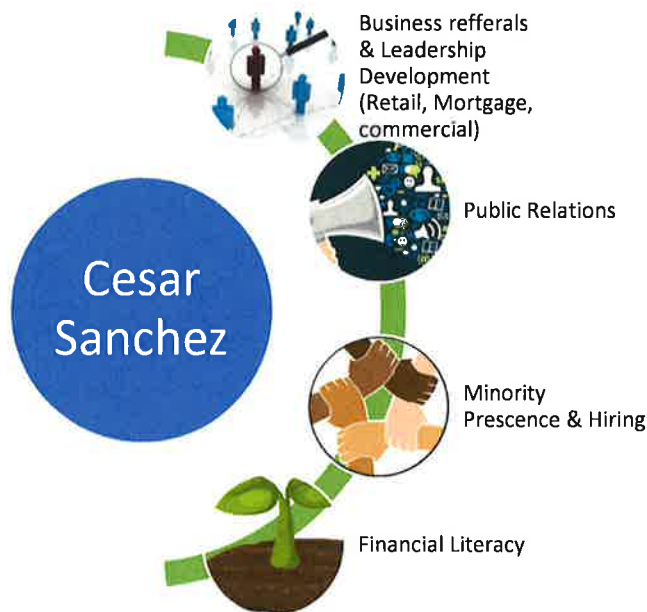 Business refferals
& Leadership
Development
(Retail, Mortgage,
commercial)
Public Relations
Cesar
Sanchez
Minority
Prescence & Hiring
Financial Literacy